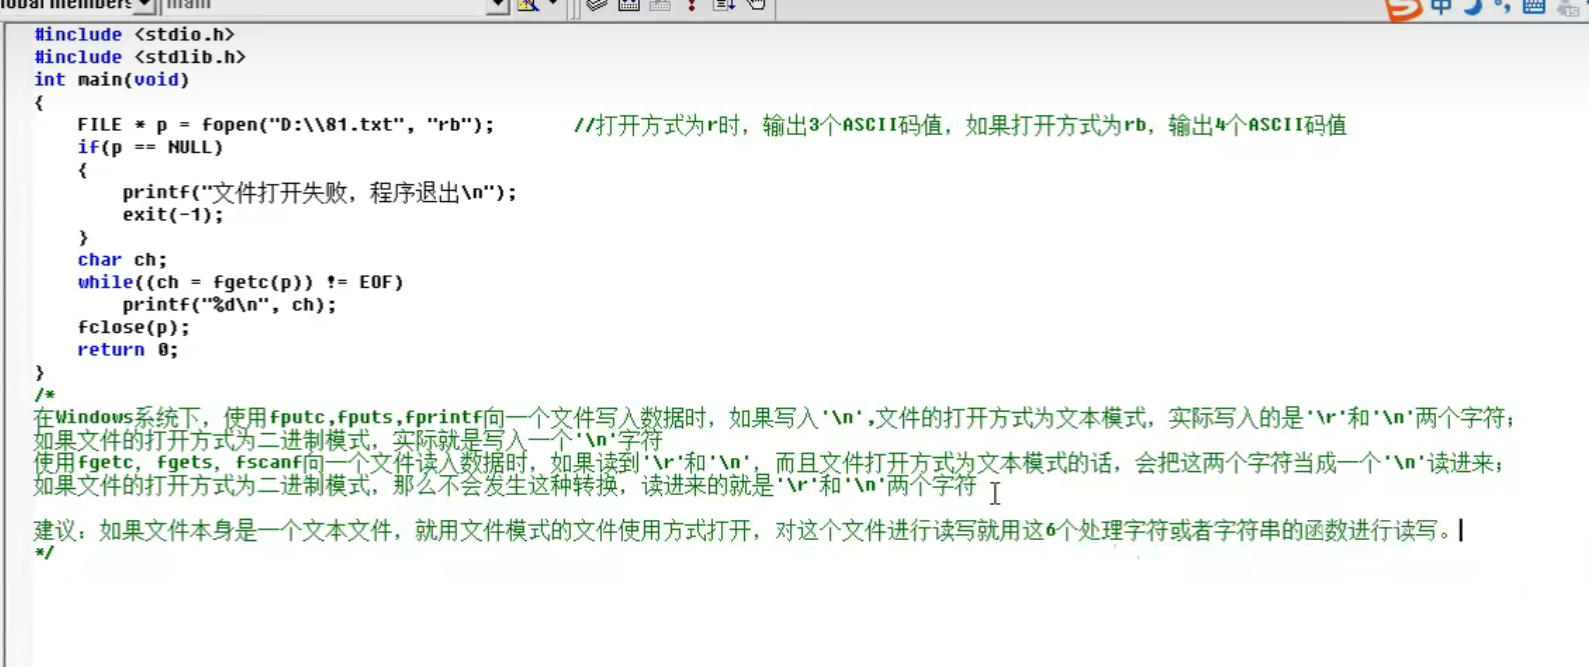 main
#include <stdio.h>
#include <stdlib.h>
int main(void)
{
    FILE * p = fopen("D:\\81.txt", "rb");       //打开方式为r时，输出3个ASCII码值，如果打开方式为rb，输出4个ASCII码值
    if(p == NULL)
    {
        printf("文件打开失败，程序退出\n");
        exit(-1);
    }
    char ch;
    while((ch = fgetc(p)) != EOF)
        printf("%d\n", ch);
    fclose(p);
    return 0;
}
/*
在Windows系统下，使用fputc,fputs,fprintf向一个文件写入数据时，如果写入'\n',文件的打开方式为文本模式，实际写入的是'\r'和'\n'两个字符；
如果文件的打开方式为二进制模式，实际就是写入一个'\n'字符
使用fgetc, fgets, fscanf向一个文件读入数据时，如果读到'\r'和'\n'，而且文件打开方式为文本模式的话，会把这两个字符当成一个'\n'读进来；
如果文件的打开方式为二进制模式，那么不会发生这种转换，读进来的就是'\r'和'\n'两个字符
建议：如果文件本身是一个文本文件，就用文件模式的文件使用方式打开，对这个文件进行读写就用这6个处理字符或者字符串的函数进行读写。
*/